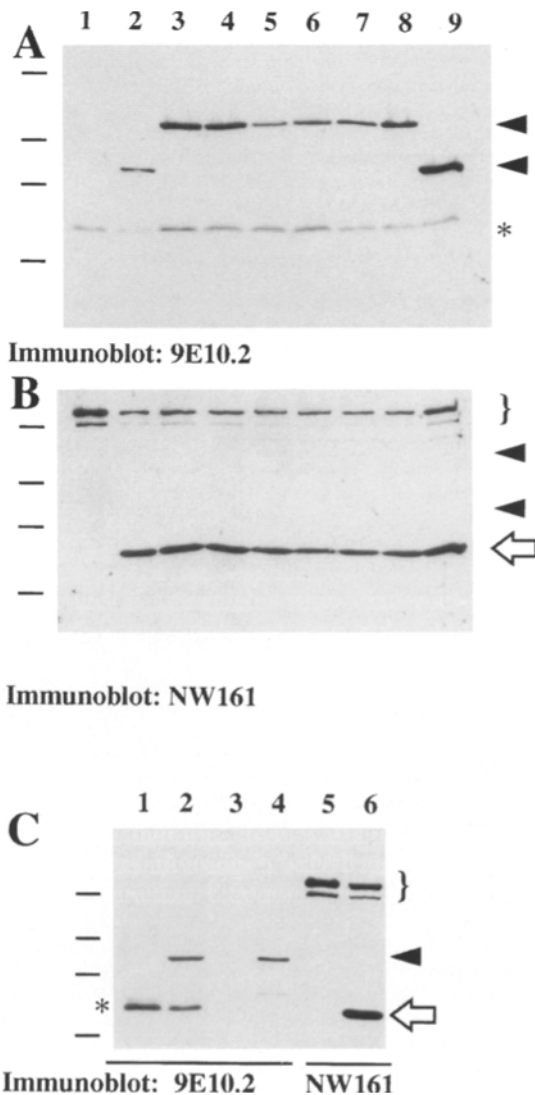 A
1 2 3 4 5 6 7 8 9
*
Immunoblot: 9E10.2
B
}
Immunoblot: NW161
C
1 2 3 4 5 6
}
*
Immunoblot: 9E10.2 NW161